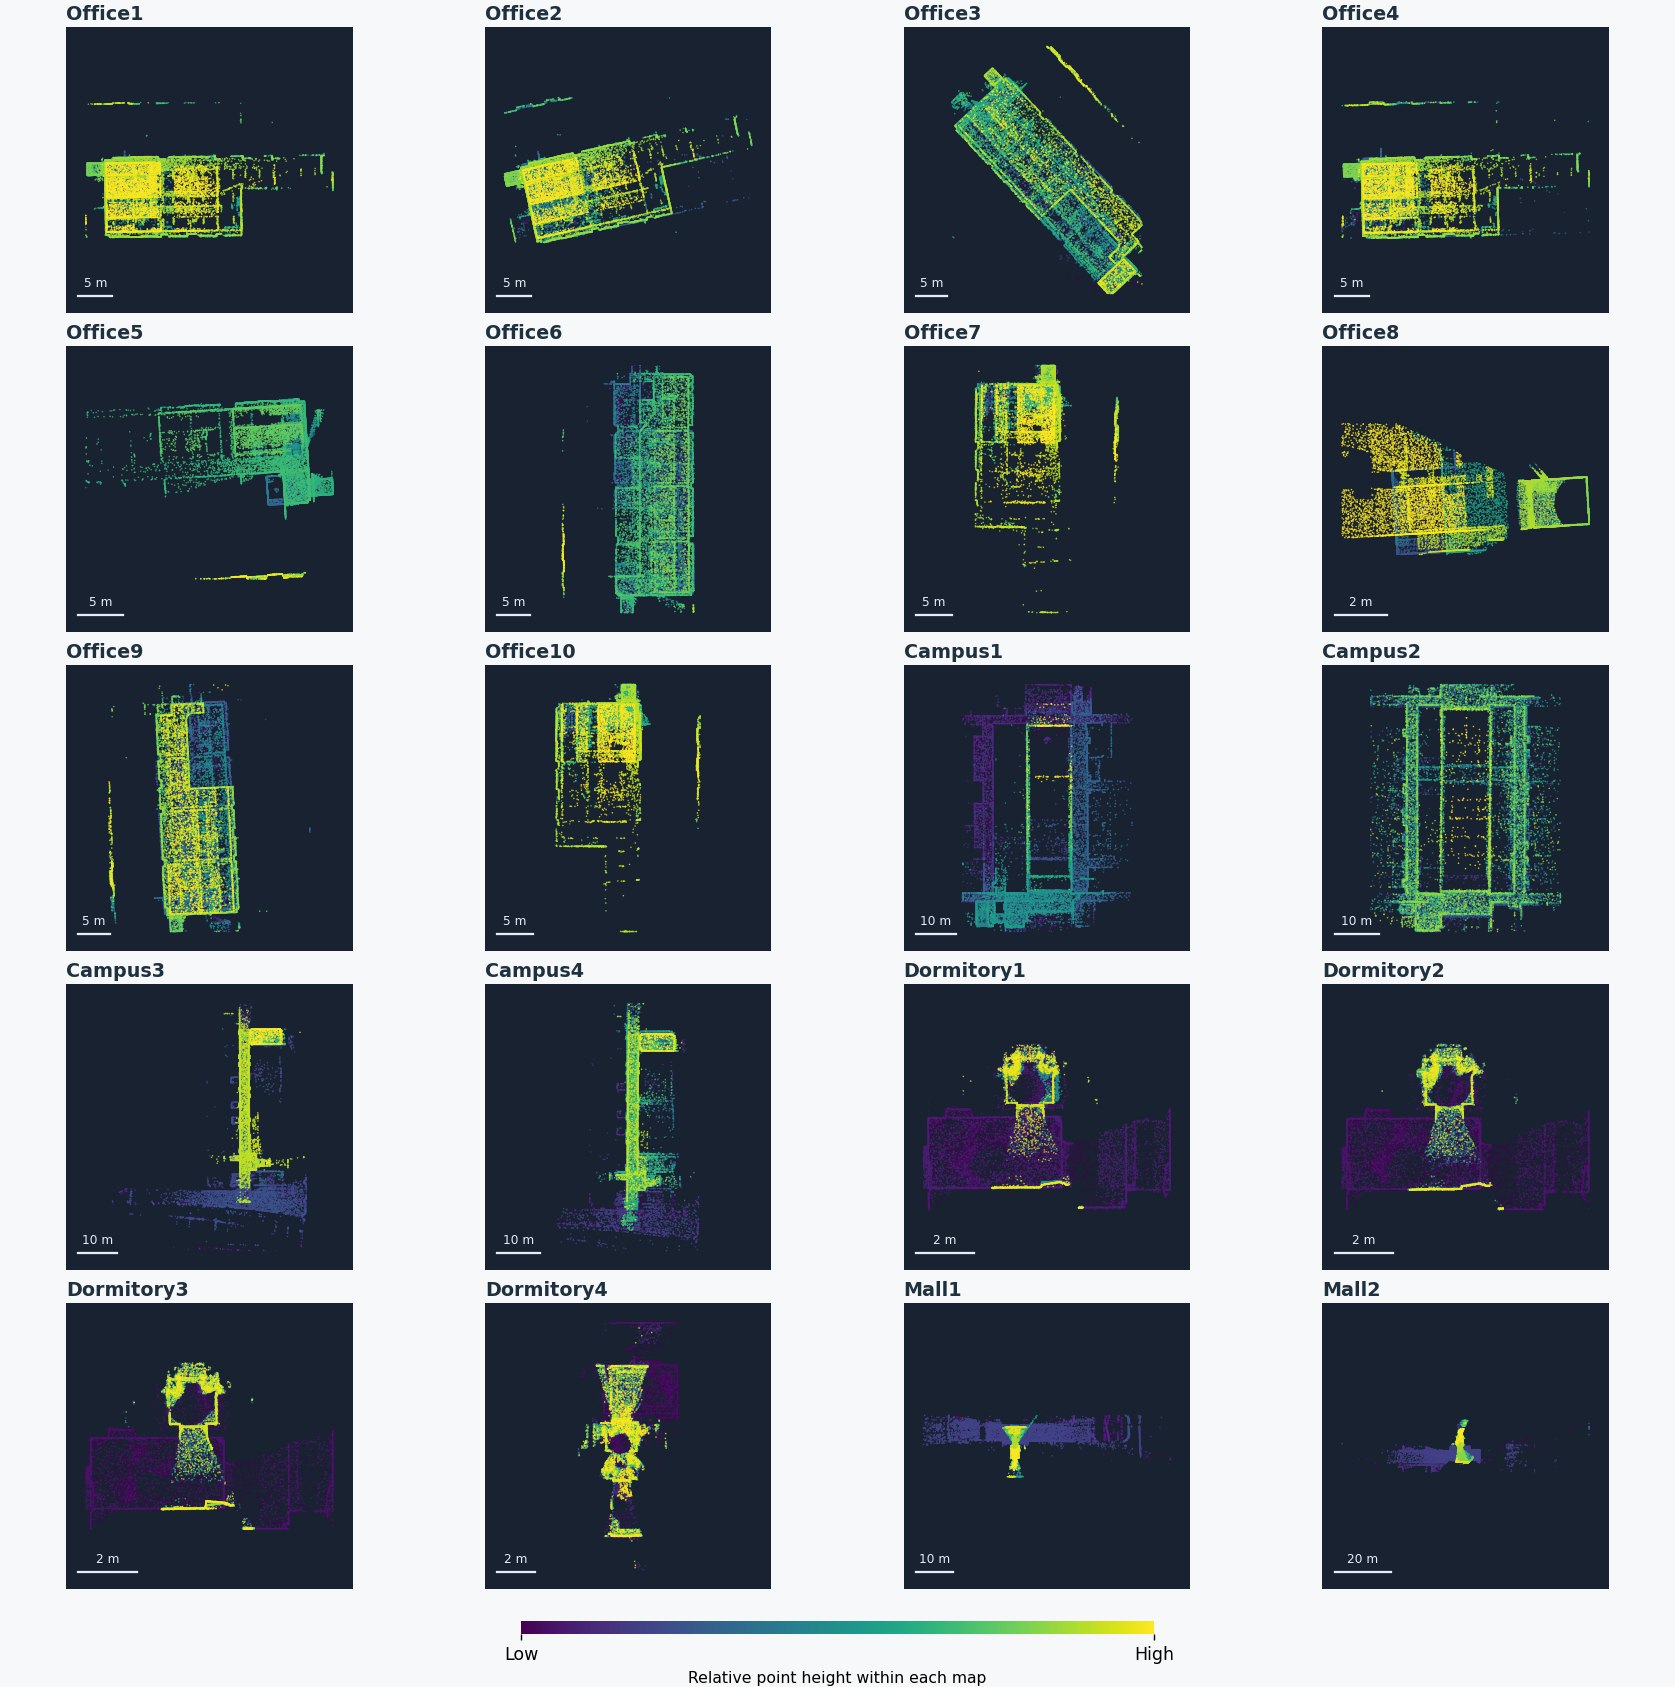 Office1
Office2
Office3
Office4
5 m
5 m
5 m
5 m
Office5
Office6
Office7
Office8
5 m
5 m
5 m
2 m
Office9
Office10
Campus1
Campus2
5 m
5 m
10 m
10 m
Campus3
Campus4
Dormitory1
Dormitory2
10 m
10 m
2 m
2 m
Dormitory3
Dormitory4
Mall1
Mall2
2 m
2 m
10 m
20 m
Low
High
Relative point height within each map